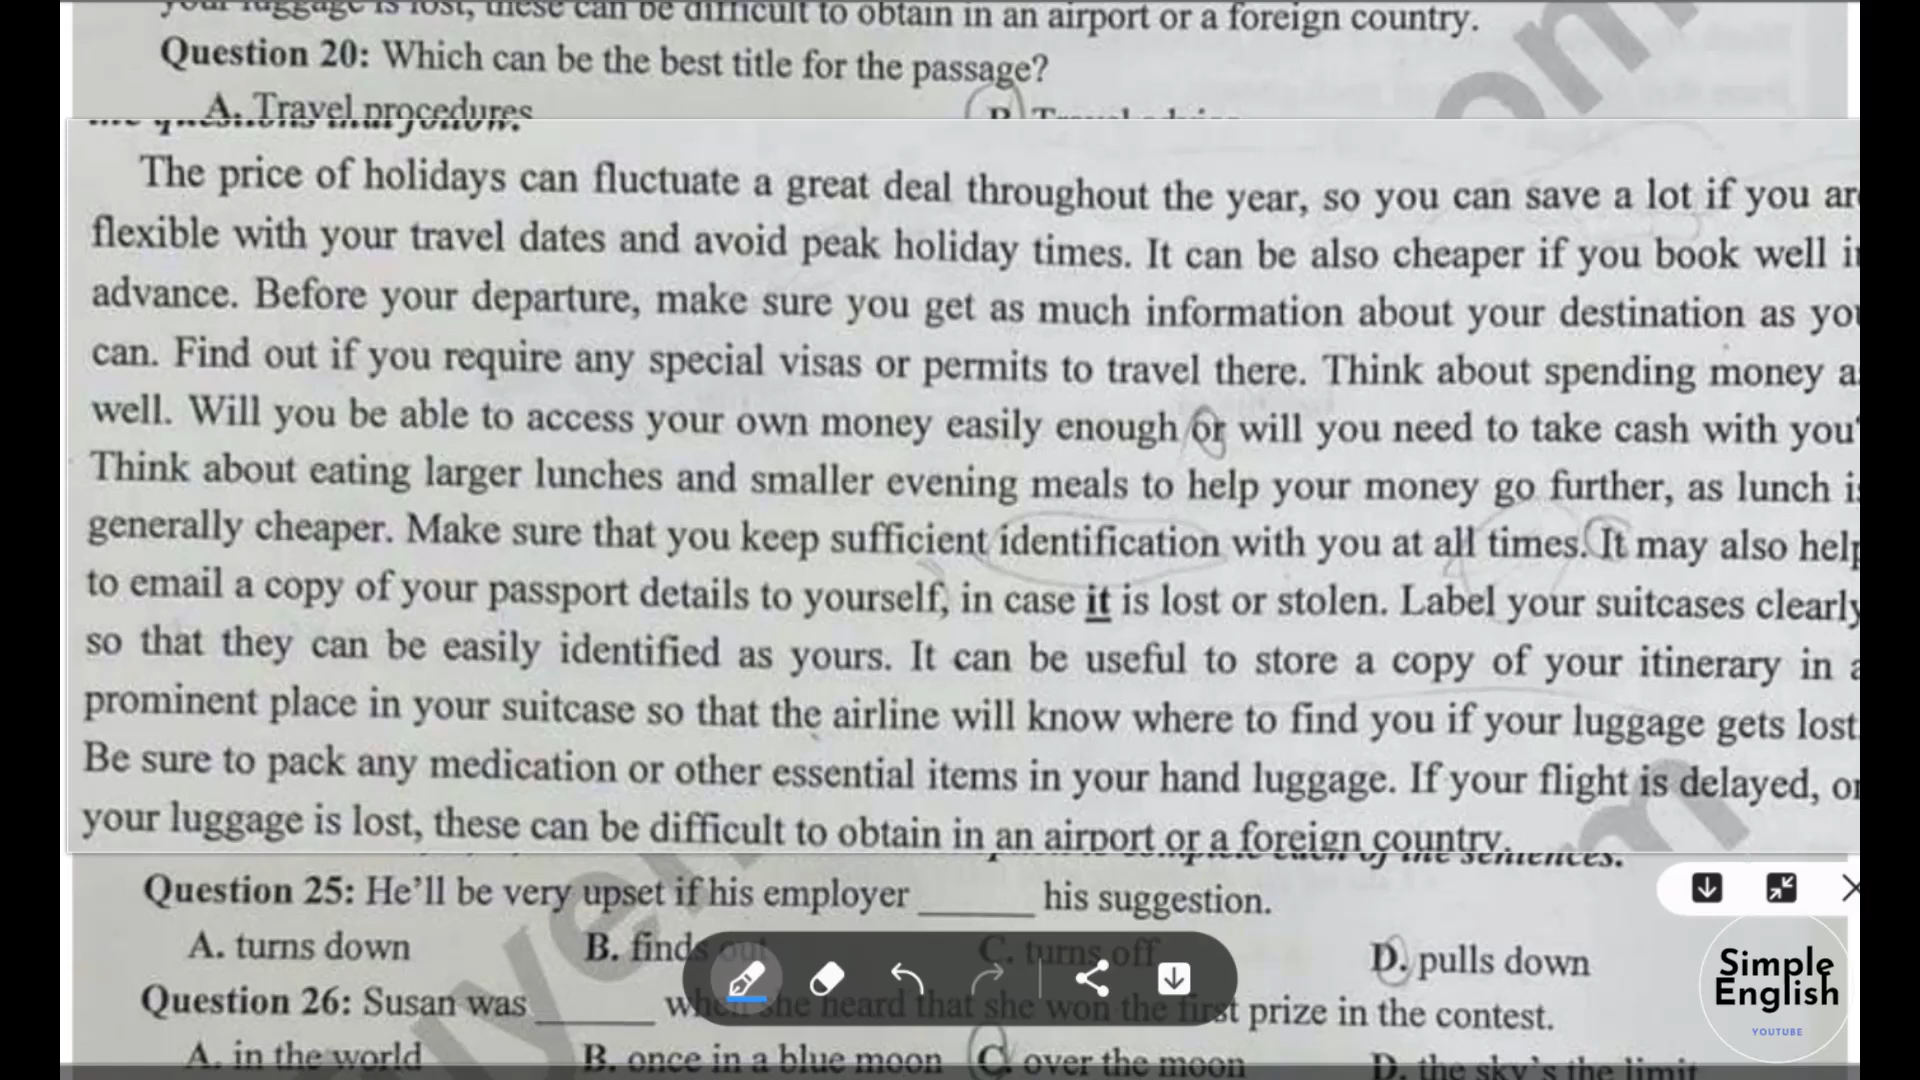 your luggage is lost, these can be difficult to obtain in an airport or a foreign country.
Question 20: Which can be the best title for the passage?
A. Travel procedures
B. Travel advice
the questions that follow.
The price of holidays can fluctuate a great deal throughout the year, so you can save a lot if you ar
flexible with your travel dates and avoid peak holiday times. It can be also cheaper if you book well i
advance. Before your departure, make sure you get as much information about your destination as yo
can. Find out if you require any special visas or permits to travel there. Think about spending money a
well. Will you be able to access your own money easily enough or will you need to take cash with you
Think about eating larger lunches and smaller evening meals to help your money go further, as lunch is
generally cheaper. Make sure that you keep sufficient identification with you at all times. It may also help
to email a copy of your passport details to yourself, in case it is lost or stolen. Label your suitcases clearly
so that they can be easily identified as yours. It can be useful to store a copy of your itinerary in a
prominent place in your suitcase so that the airline will know where to find you if your luggage gets lost
Be sure to pack any medication or other essential items in your hand luggage. If your flight is delayed, or
your luggage is lost, these can be difficult to obtain in an airport or a foreign country.
complete each of the sentences.
Question 25: He'll be very upset if his employer ______ his suggestion.
A. turns down B. finds out C. turns off D. pulls down
Question 26: Susan was ______ when she heard that she won the first prize in the contest.
A. in the world B. once in a blue moon C. over the moon D. the sky's the limit
Simple
English
YOUTUBE